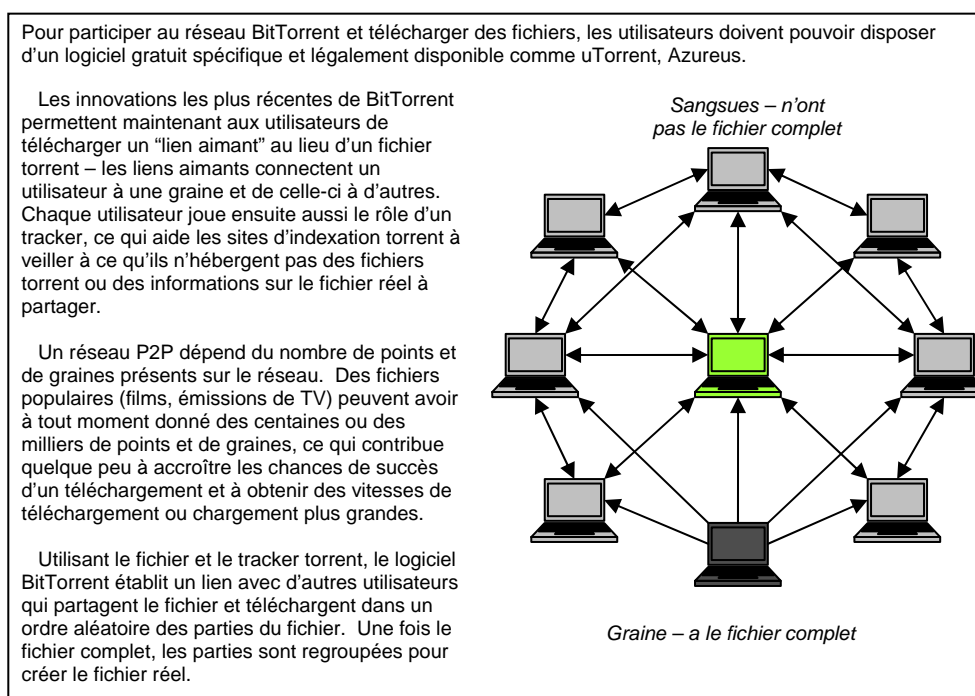 Pour participer au réseau BitTorrent et télécharger des fichiers, les utilisateurs doivent pouvoir disposer
d’un logiciel gratuit spécifique et légalement disponible comme uTorrent, Azureus.
Les innovations les plus récentes de BitTorrent
permettent maintenant aux utilisateurs de
télécharger un “lien aimant” au lieu d’un fichier
torrent – les liens aimants connectent un
utilisateur à une graine et de celle-ci à d’autres.
Chaque utilisateur joue ensuite aussi le rôle d’un
tracker, ce qui aide les sites d’indexation torrent à
veiller à ce qu’ils n’hébergent pas des fichiers
torrent ou des informations sur le fichier réel à
partager.
Un réseau P2P dépend du nombre de points et
de graines présents sur le réseau.  Des fichiers
populaires (films, émissions de TV) peuvent avoir
à tout moment donné des centaines ou des
milliers de points et de graines, ce qui contribue
quelque peu à accroître les chances de succès
d’un téléchargement et à obtenir des vitesses de
téléchargement ou chargement plus grandes.
Utilisant le fichier et le tracker torrent, le logiciel
BitTorrent établit un lien avec d’autres utilisateurs
qui partagent le fichier et téléchargent dans un
ordre aléatoire des parties du fichier.  Une fois le
fichier complet, les parties sont regroupées pour
créer le fichier réel.
Sangsues – n’ont
pas le fichier complet
Graine – a le fichier complet